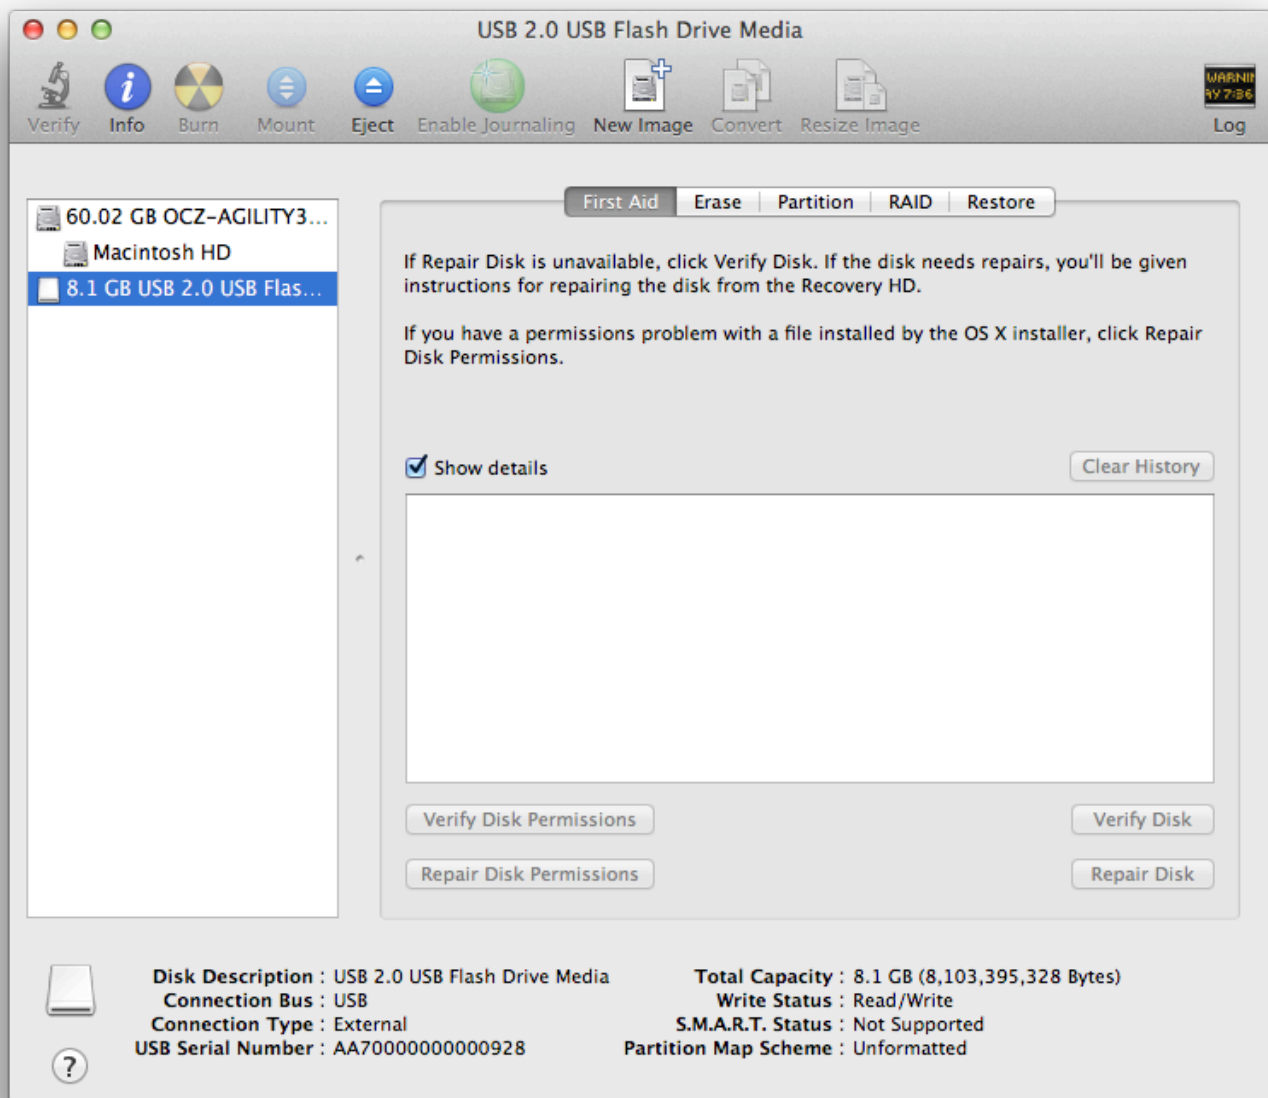 USB 2.0 USB Flash Drive Media
Verify Info Burn Mount Eject Enable Journaling New Image Convert Resize Image Log
WARNIN
AY 7:36
60.02 GB OCZ-AGILITY3...
Macintosh HD
8.1 GB USB 2.0 USB Flas...
First Aid Erase Partition RAID Restore
If Repair Disk is unavailable, click Verify Disk. If the disk needs repairs, you'll be given
instructions for repairing the disk from the Recovery HD.
If you have a permissions problem with a file installed by the OS X installer, click Repair
Disk Permissions.
Show details
Clear History
Verify Disk Permissions
Verify Disk
Repair Disk Permissions
Repair Disk
Disk Description : USB 2.0 USB Flash Drive Media
Connection Bus : USB
Connection Type : External
USB Serial Number : AA70000000000928
Total Capacity : 8.1 GB (8,103,395,328 Bytes)
Write Status : Read/Write
S.M.A.R.T. Status : Not Supported
Partition Map Scheme : Unformatted
?